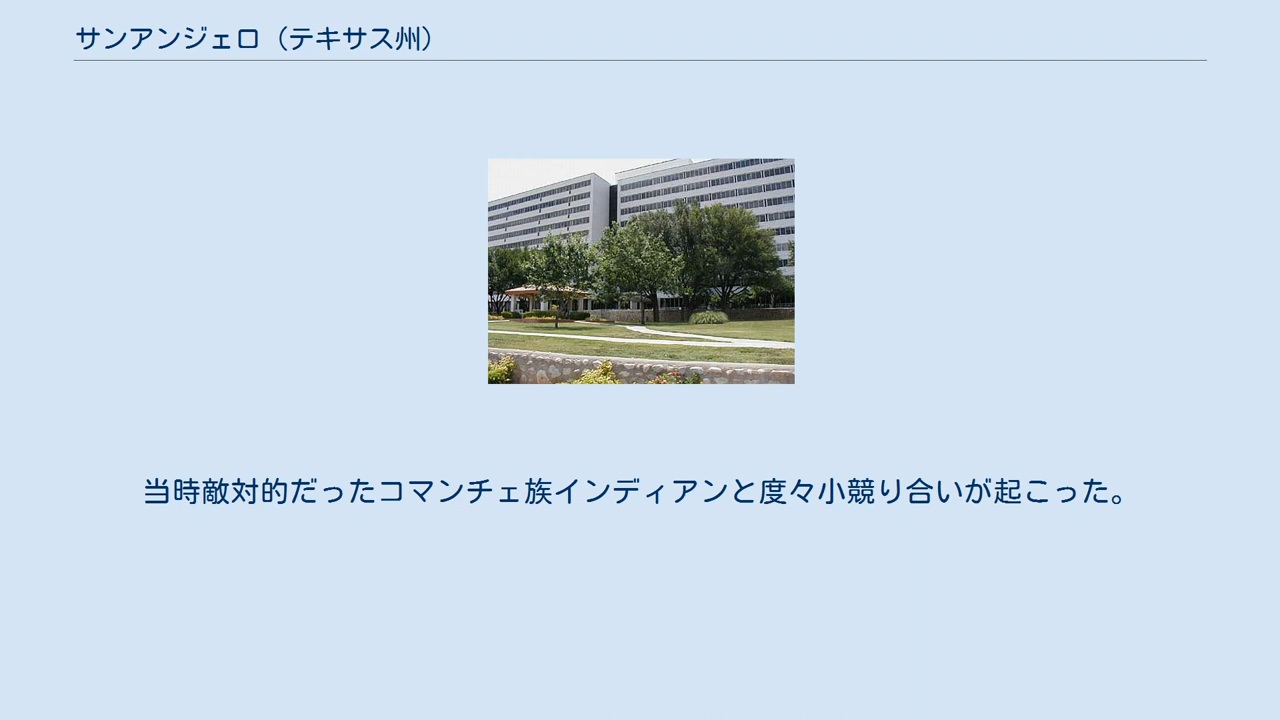 サンアンジェロ（テキサス州）
当時敵対的だったコマンチェ族インディアンと度々小競り合いが起こった。